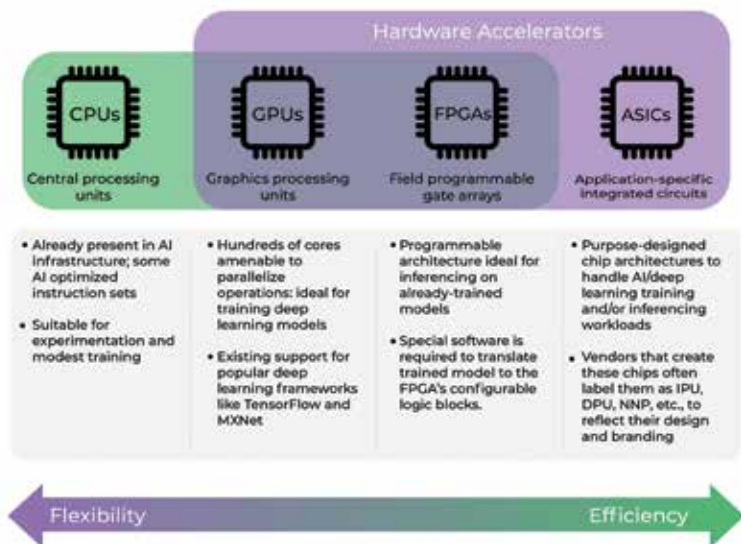 Hardware Accelerators
CPUs
GPUs
FPGAs
ASICs
Central processing
units
Graphics processing
units
Field programmable
gate arrays
Application-specific
integrated circuits
• Already present in AI
infrastructure; some
AI optimized
instruction sets
• Suitable for
experimentation and
modest training
• Hundreds of cores
amenable to
parallelize
operations: ideal for
training deep
learning models
• Existing support for
popular deep
learning frameworks
like TensorFlow and
MXNet
• Programmable
architecture ideal for
inferencing on
already-trained
models
• Special software is
required to translate
trained model to the
FPGA's configurable
logic blocks.
• Purpose-designed
chip architectures to
handle AI/deep
learning training
and/or inferencing
workloads
• Vendors that create
these chips often
label them as IPU,
DPU, NNP, etc., to
reflect their design
and branding
Flexibility
Efficiency